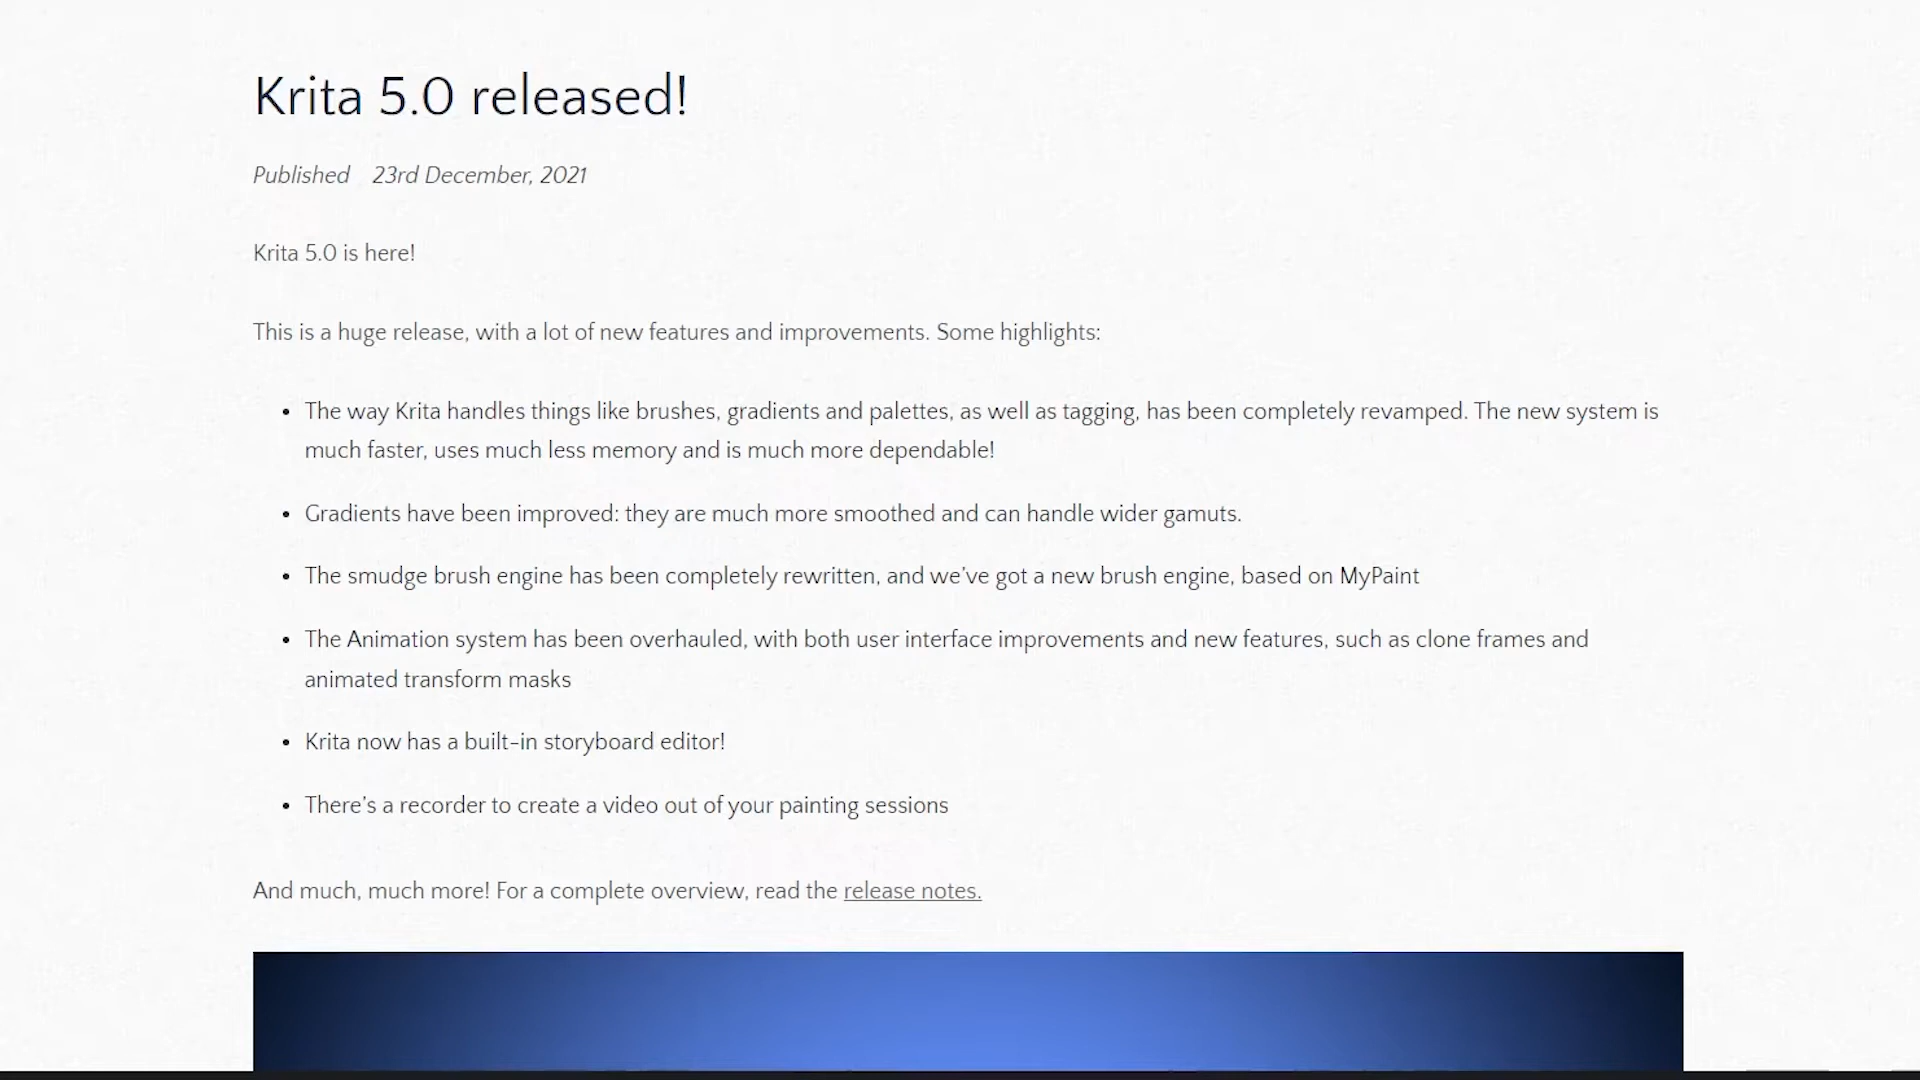 Krita 5.0 released!
Published 23rd December, 2021
Krita 5.0 is here!
This is a huge release, with a lot of new features and improvements. Some highlights:
• The way Krita handles things like brushes, gradients and palettes, as well as tagging, has been completely revamped. The new system is
much faster, uses much less memory and is much more dependable!
• Gradients have been improved: they are much more smoothed and can handle wider gamuts.
• The smudge brush engine has been completely rewritten, and we’ve got a new brush engine, based on MyPaint
• The Animation system has been overhauled, with both user interface improvements and new features, such as clone frames and
animated transform masks
• Krita now has a built-in storyboard editor!
• There’s a recorder to create a video out of your painting sessions
And much, much more! For a complete overview, read the release notes.